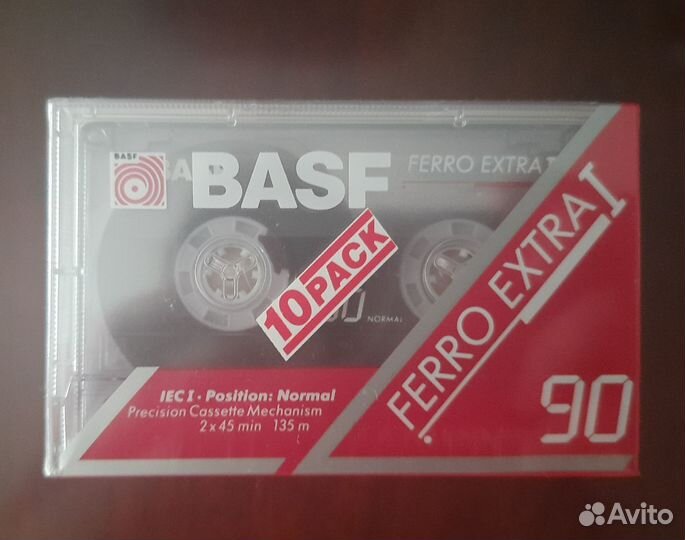 BASF
BASF
FERRO EXTRA I
10 PACK
90
NORMAL
FERRO EXTRA I
IEC I · Position: Normal
Precision Cassette Mechanism
2 x 45 min 135 m
90
Avito